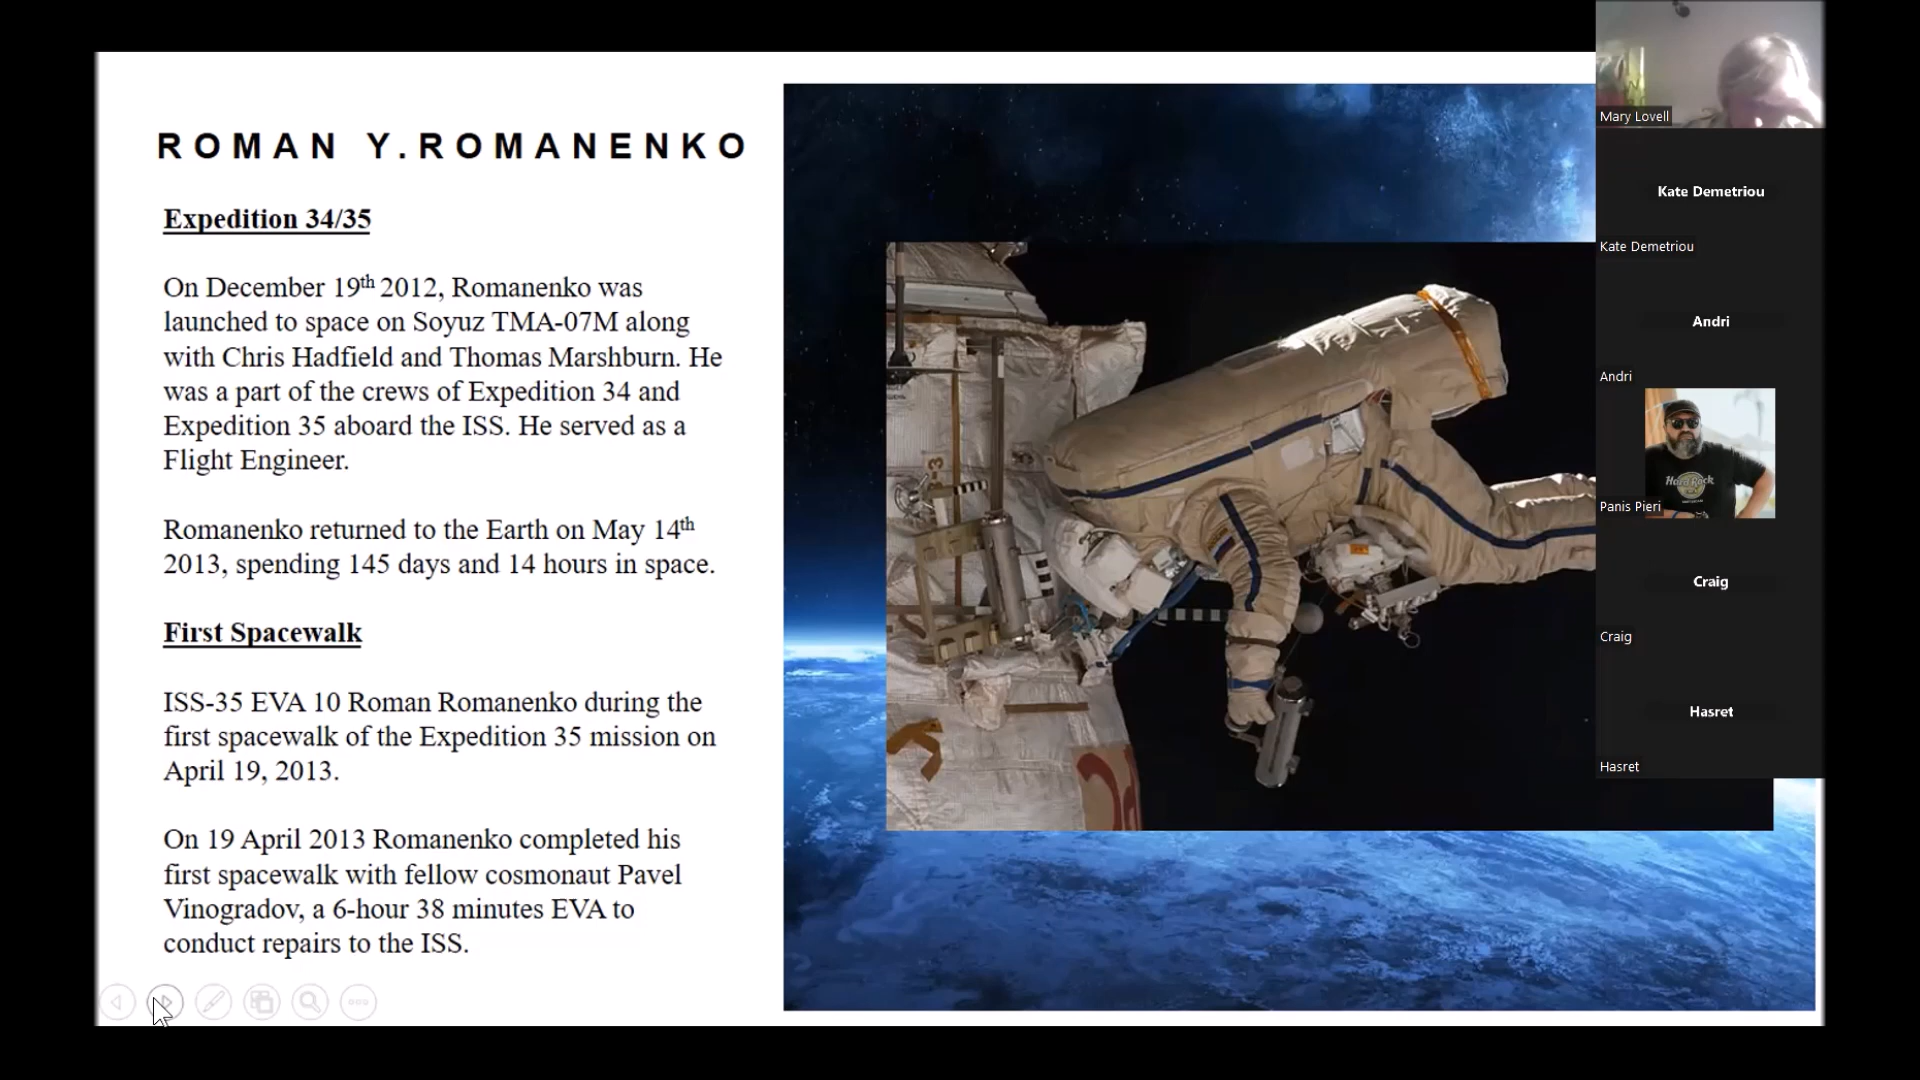 ROMAN Y.ROMANENKO
Expedition 34/35
On December 19th 2012, Romanenko was
launched to space on Soyuz TMA-07M along
with Chris Hadfield and Thomas Marshburn. He
was a part of the crews of Expedition 34 and
Expedition 35 aboard the ISS. He served as a
Flight Engineer.
Romanenko returned to the Earth on May 14th
2013, spending 145 days and 14 hours in space.
First Spacewalk
ISS-35 EVA 10 Roman Romanenko during the
first spacewalk of the Expedition 35 mission on
April 19, 2013.
On 19 April 2013 Romanenko completed his
first spacewalk with fellow cosmonaut Pavel
Vinogradov, a 6-hour 38 minutes EVA to
conduct repairs to the ISS.
Mary Lovell
Kate Demetriou
Kate Demetriou
Andri
Andri
Hard Rock
Panis Pieri
Craig
Craig
Hasret
Hasret